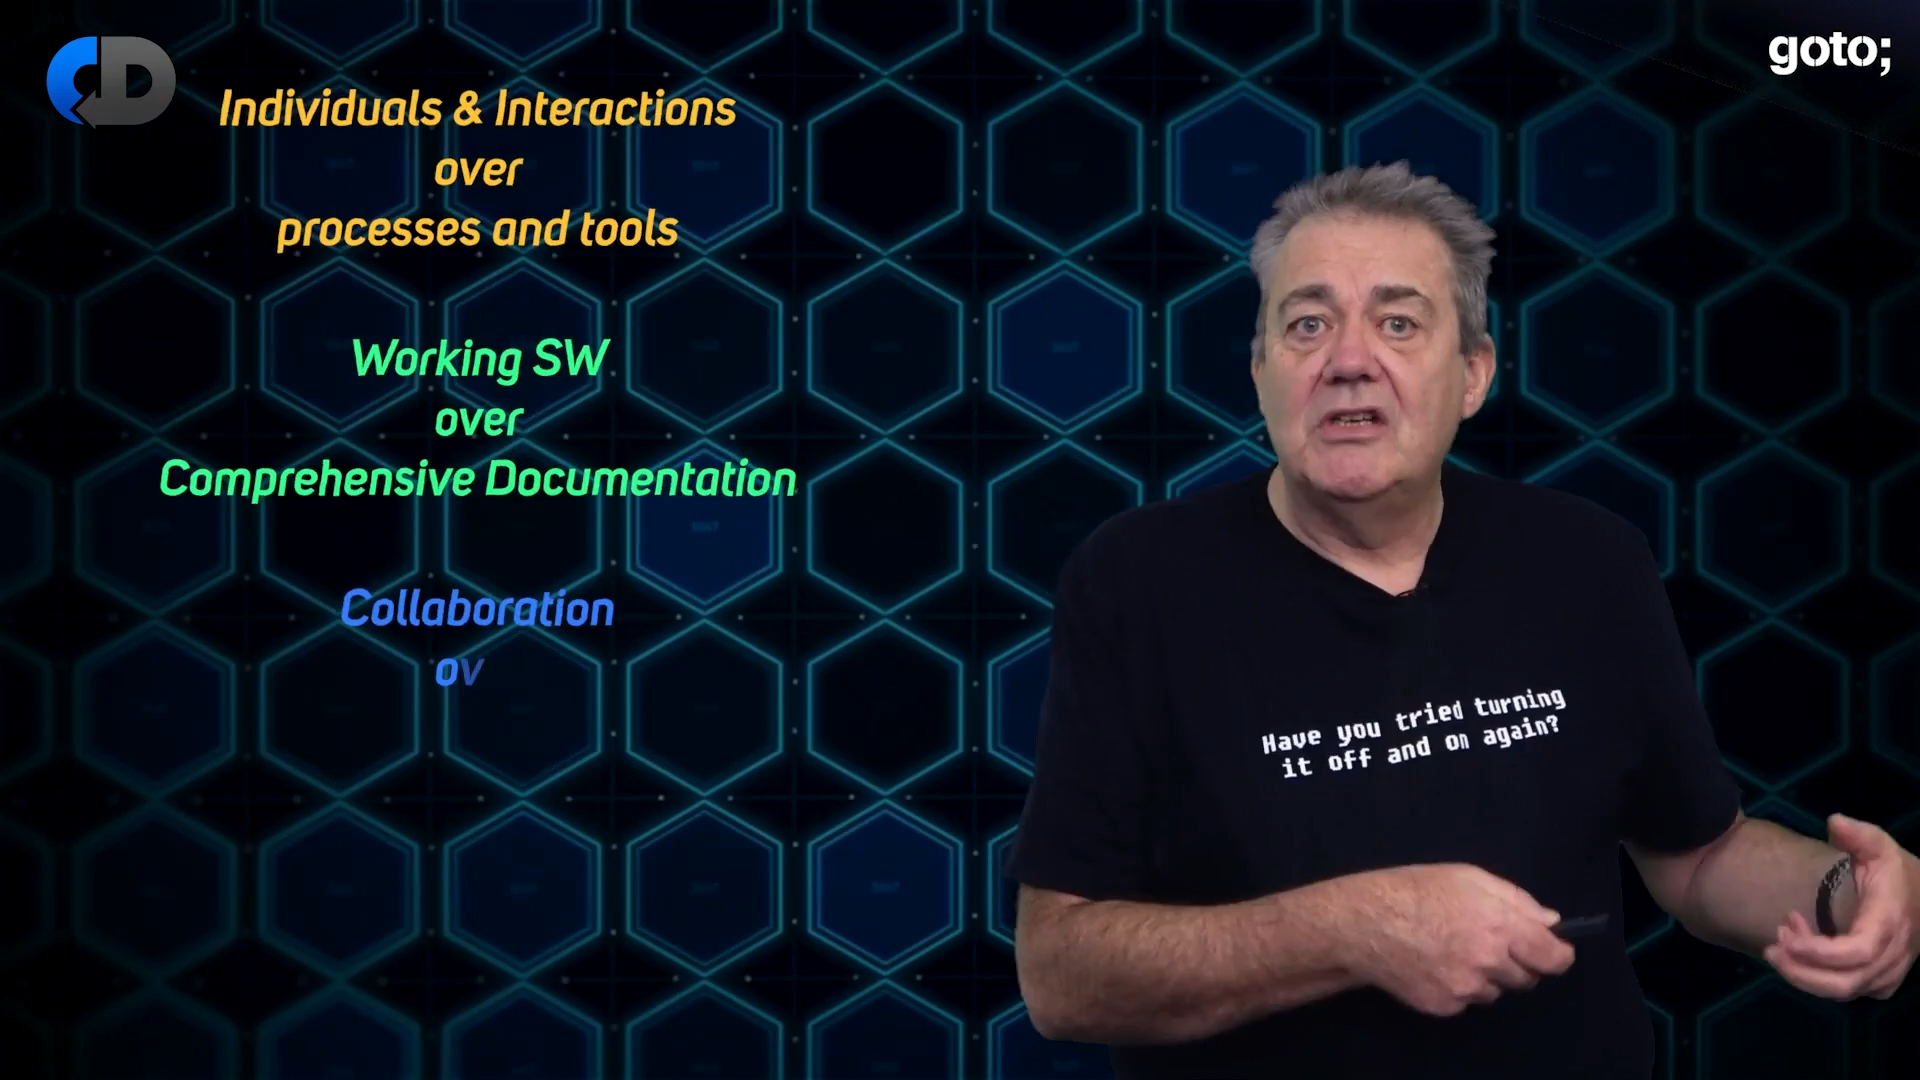 CD
goto;
Individuals & Interactions
over
processes and tools
Working SW
over
Comprehensive Documentation
Collaboration
ov
Have you tried turning
it off and on again?